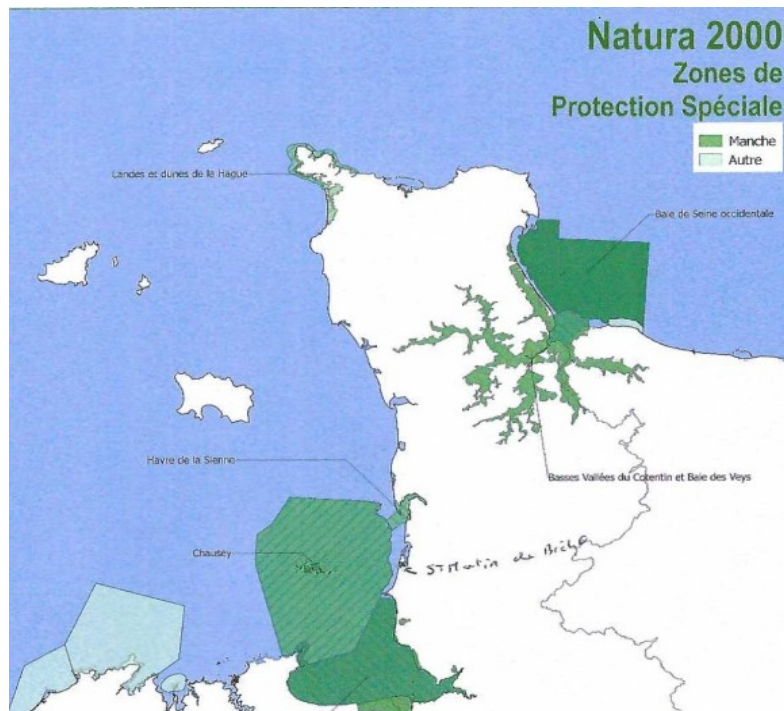 Natura 2000
Zones de
Protection Spéciale
Manche
Autre
Landes et dunes de la Hague
Baie de Seine occidentale
Havre de la Sienne
Basses Vallées du Cotentin et Baie des Veys
Chausey
St Martin de Bréhal